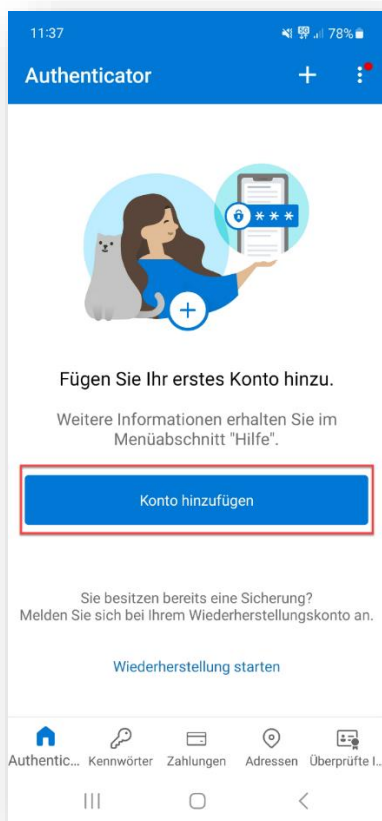 11:37 78%
Authenticator
* * *
Fügen Sie Ihr erstes Konto hinzu.
Weitere Informationen erhalten Sie im
Menüabschnitt "Hilfe".
Konto hinzufügen
Sie besitzen bereits eine Sicherung?
Melden Sie sich bei Ihrem Wiederherstellungskonto an.
Wiederherstellung starten
Authentic... Kennwörter Zahlungen Adressen Überprüfte I...